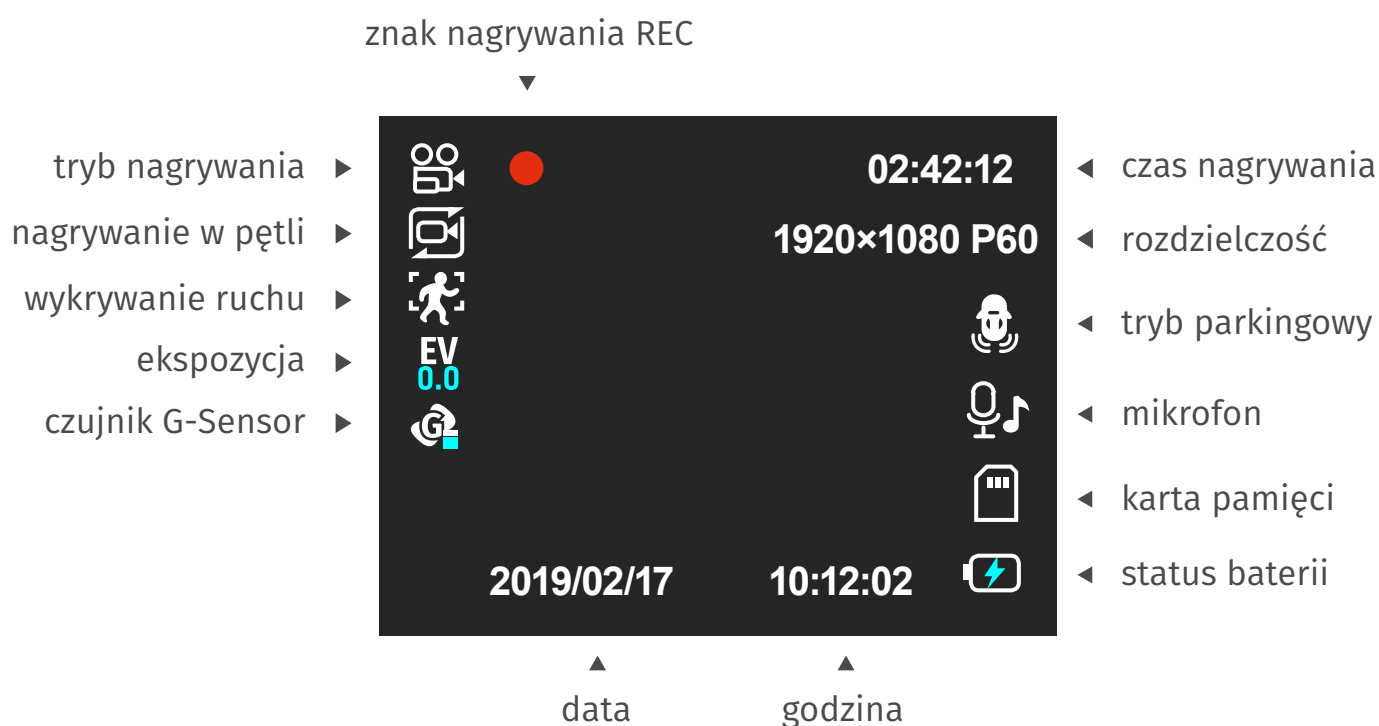 znak nagrywania REC
tryb nagrywania
02:42:12
czas nagrywania
nagrywanie w pętli
1920×1080 P60
rozdzielczość
wykrywanie ruchu
tryb parkingowy
ekspozycja
EV
0.0
czujnik G-Sensor
G
mikrofon
karta pamięci
2019/02/17
10:12:02
status baterii
data
godzina